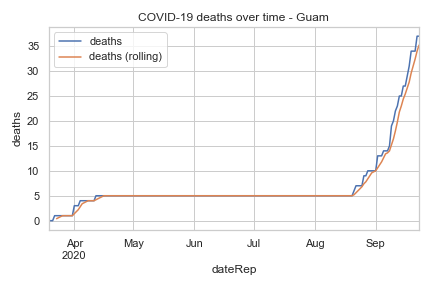 COVID-19 deaths over time - Guam
deaths
deaths (rolling)
deaths
35
30
25
20
15
10
5
0
Apr May Jun Jul Aug Sep
2020
dateRep